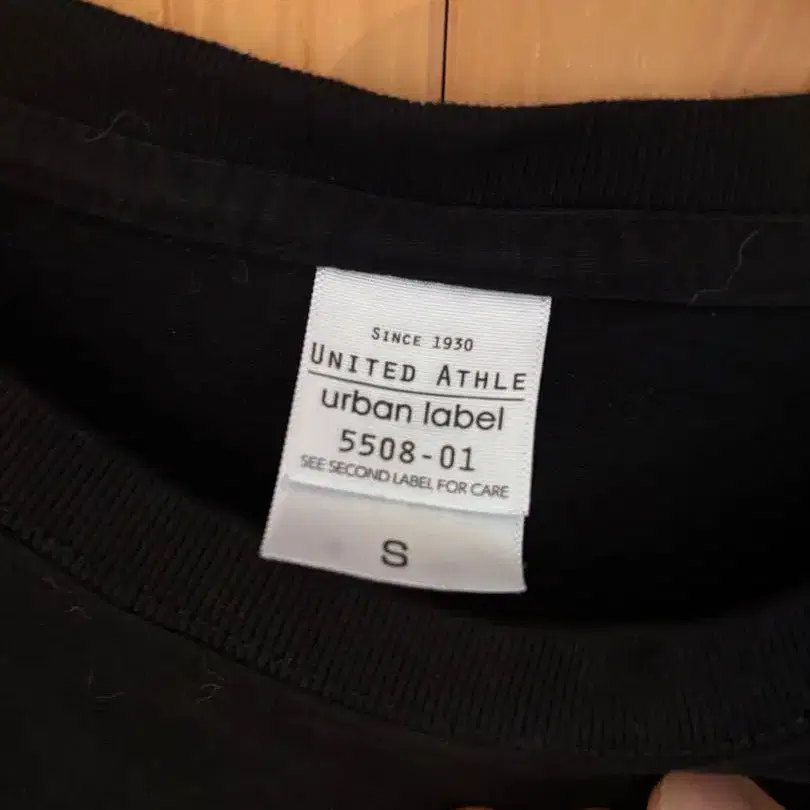 SINCE 1930
UNITED ATHLE
urban label
5508-01
SEE SECOND LABEL FOR CARE
S